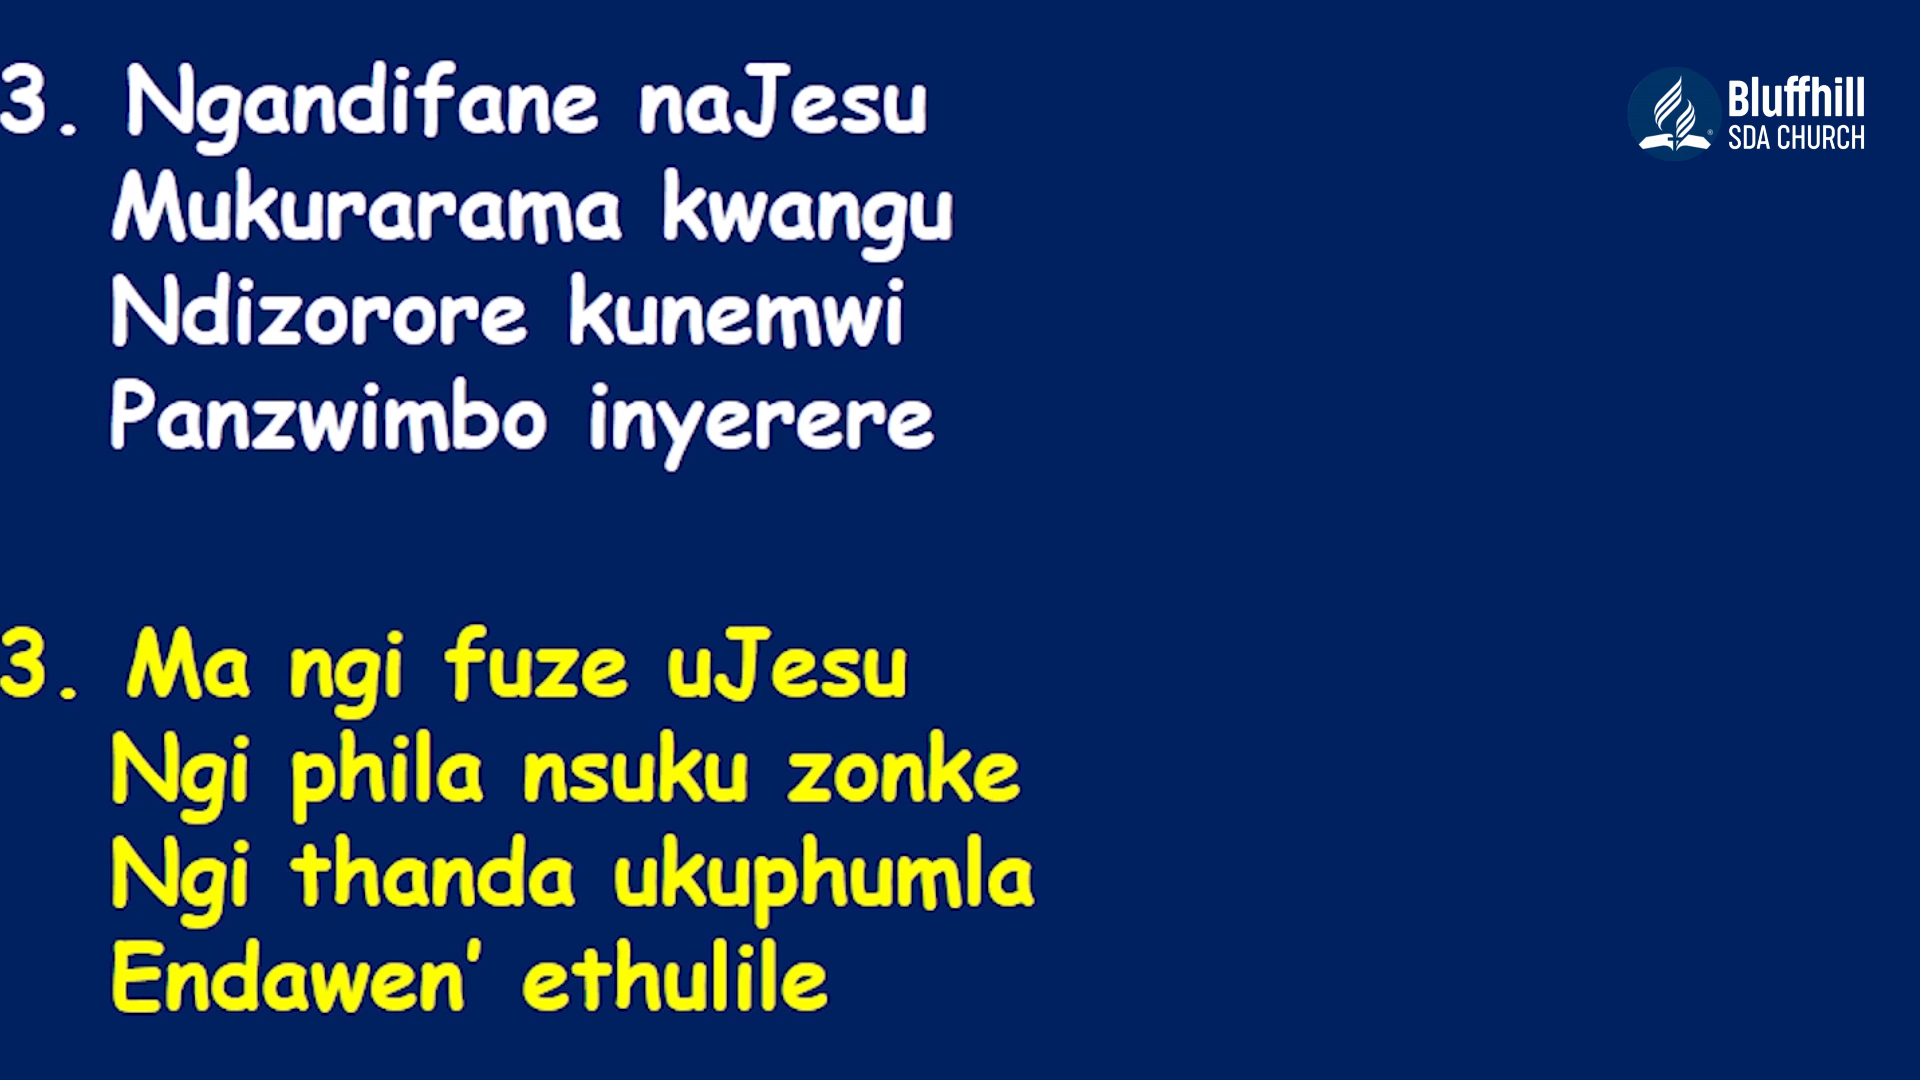 3. Ngandifane naJesu
Mukurarama kwangu
Ndizorore kunemwi
Panzwimbo inyerere
3. Ma ngi fuze uJesu
Ngi phila nsuku zonke
Ngi thanda ukuphumla
Endawen’ ethulile
Bluffhill
SDA CHURCH